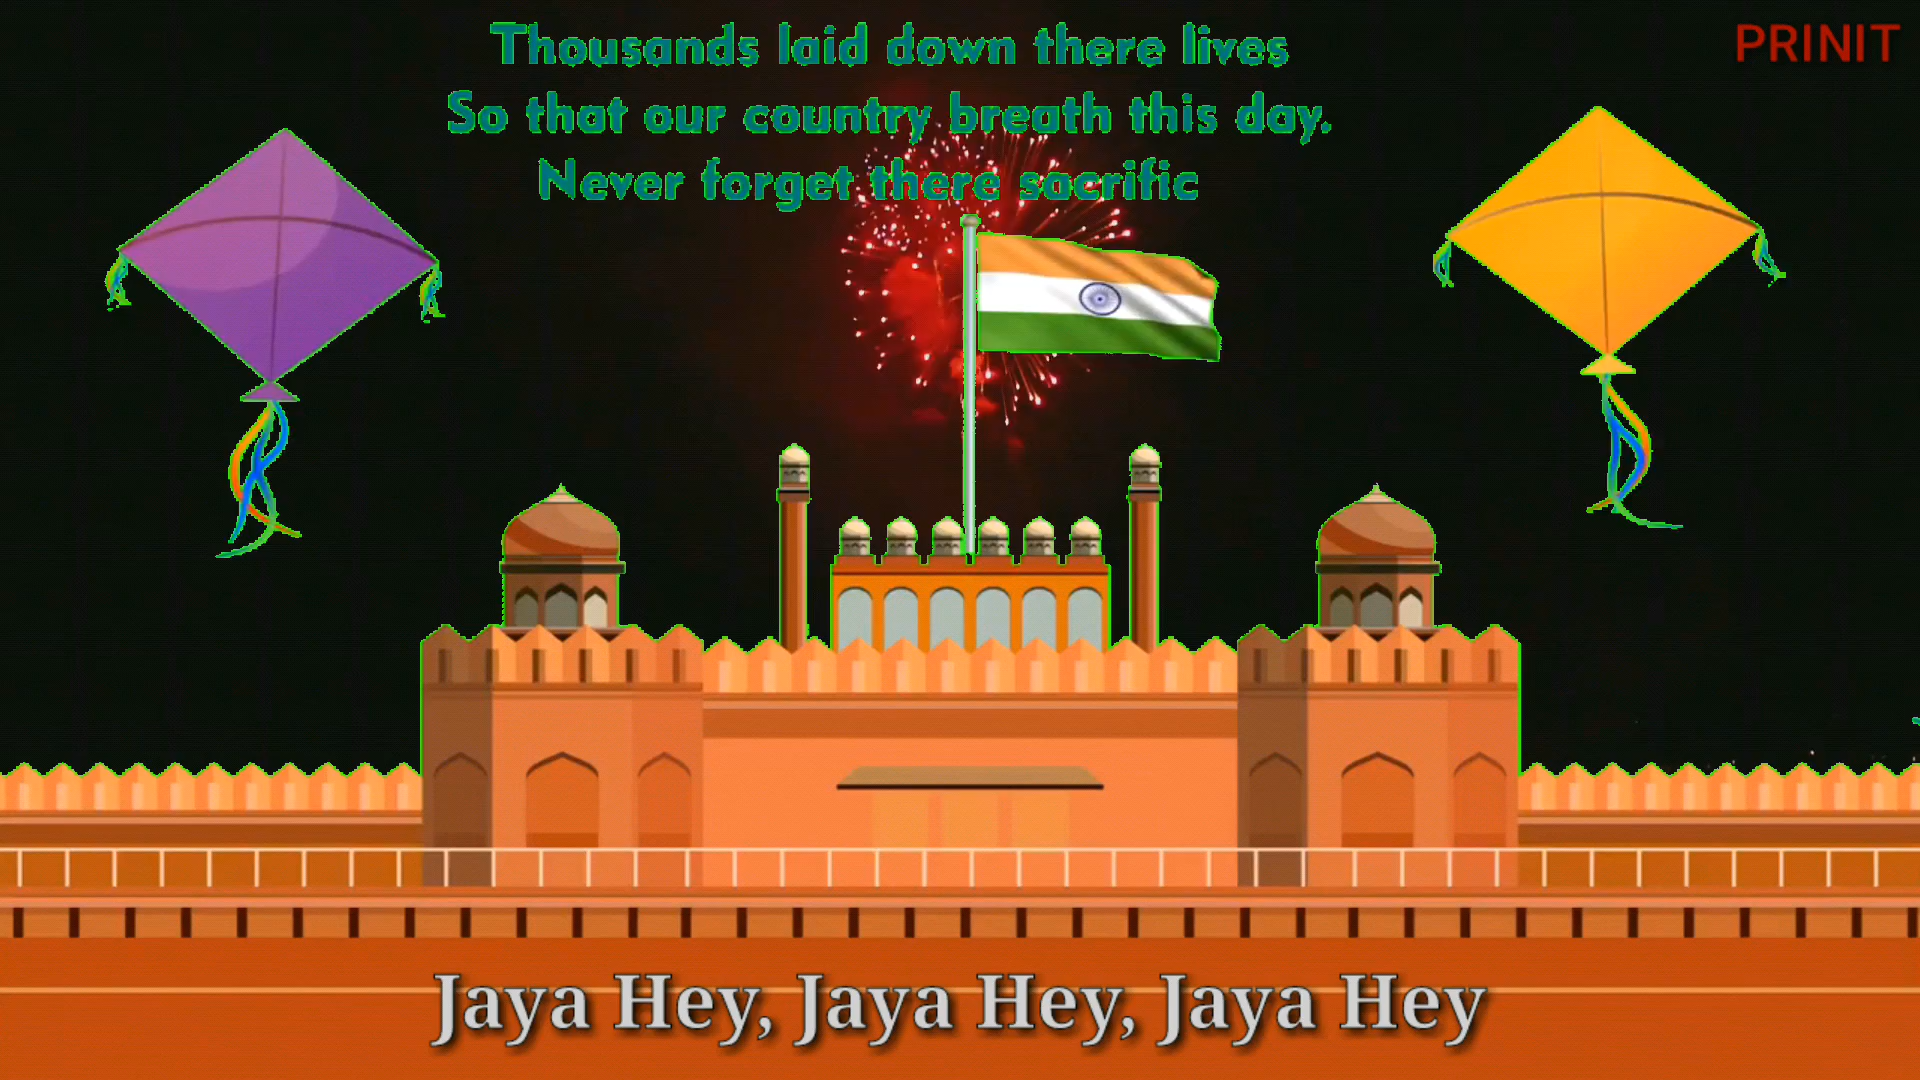 Thousands laid down there lives
So that our country breath this day.
Never forget there sacrific
PRINIT
Jaya Hey, Jaya Hey, Jaya Hey